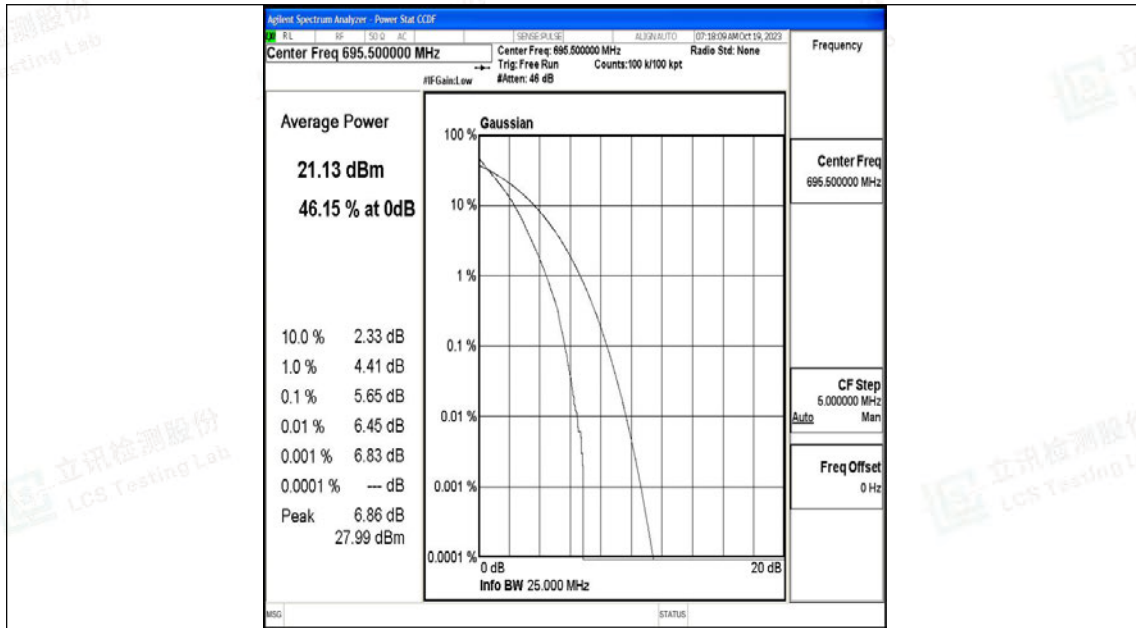 Agilent Spectrum Analyzer - Power Stat CCDF
RL RF 50 Ω AC SENSE:PULSE ALIGNAUTO 07:18:09 AM Oct 19, 2023
Center Freq 695.500000 MHz
Center Freq: 695.500000 MHz Radio Std: None
Trig: Free Run Counts:100 k/100 kpt
#IFGain:Low #Atten: 46 dB
Frequency
Average Power
21.13 dBm
46.15 % at 0dB
10.0 % 2.33 dB
1.0 % 4.41 dB
0.1 % 5.65 dB
0.01 % 6.45 dB
0.001 % 6.83 dB
0.0001 % --- dB
Peak 6.86 dB
27.99 dBm
Gaussian
100 %
10 %
1 %
0.1 %
0.01 %
0.001 %
0.0001 %
0 dB 20 dB
Info BW 25.000 MHz
Center Freq
695.500000 MHz
CF Step
5.000000 MHz
Auto Man
Freq Offset
0 Hz
MSG STATUS
立讯检测股份
LCS Testing Lab
立讯检测股份
LCS Testing L